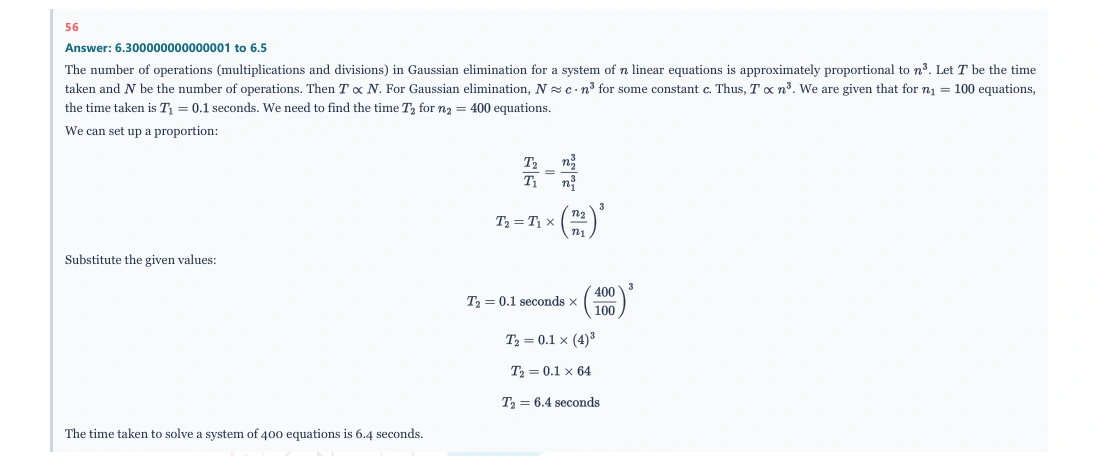 56
Answer: 6.300000000000001 to 6.5
The number of operations (multiplications and divisions) in Gaussian elimination for a system of n linear equations is approximately proportional to n³. Let T be the time
taken and N be the number of operations. Then T ∝ N. For Gaussian elimination, N ≈ c · n³ for some constant c. Thus, T ∝ n³. We are given that for n₁ = 100 equations,
the time taken is T₁ = 0.1 seconds. We need to find the time T₂ for n₂ = 400 equations.
We can set up a proportion:
T₂/T₁ = n₂³/n₁³
T₂ = T₁ × (n₂/n₁)³
Substitute the given values:
T₂ = 0.1 seconds × (400/100)³
T₂ = 0.1 × (4)³
T₂ = 0.1 × 64
T₂ = 6.4 seconds
The time taken to solve a system of 400 equations is 6.4 seconds.